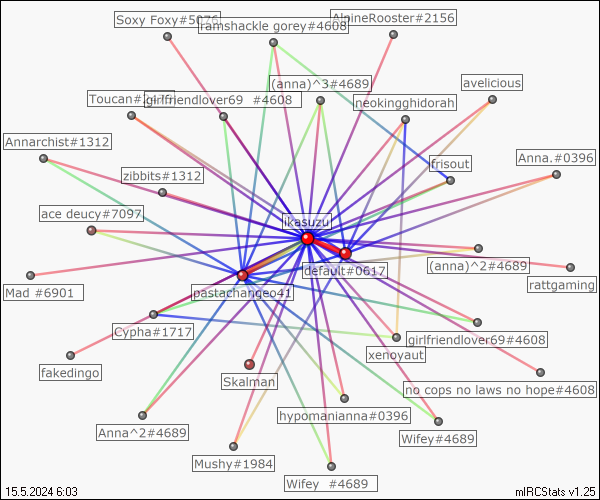 Soxy Foxy#5076
ramshackle gorey#4608
AlpineRooster#2156
(anna)^3#4689
avelicious
Toucan#
girlfriendlover69 #4608
neokingghidorah
Annarchist#1312
frisout
Anna.#0396
zibbits#1312
ace deucy#7097
ikasuzu
default#0617
(anna)^2#4689
rattgaming
Mad #6901
pastachangeo41
Cypha#1717
girlfriendlover69#4608
xenoyaut
fakedingo
Skalman
no cops no laws no hope#4608
hypomanianna#0396
Anna^2#4689
Wifey#4689
Mushy#1984
Wifey #4689
15.5.2024 6:03
mIRCStats v1.25